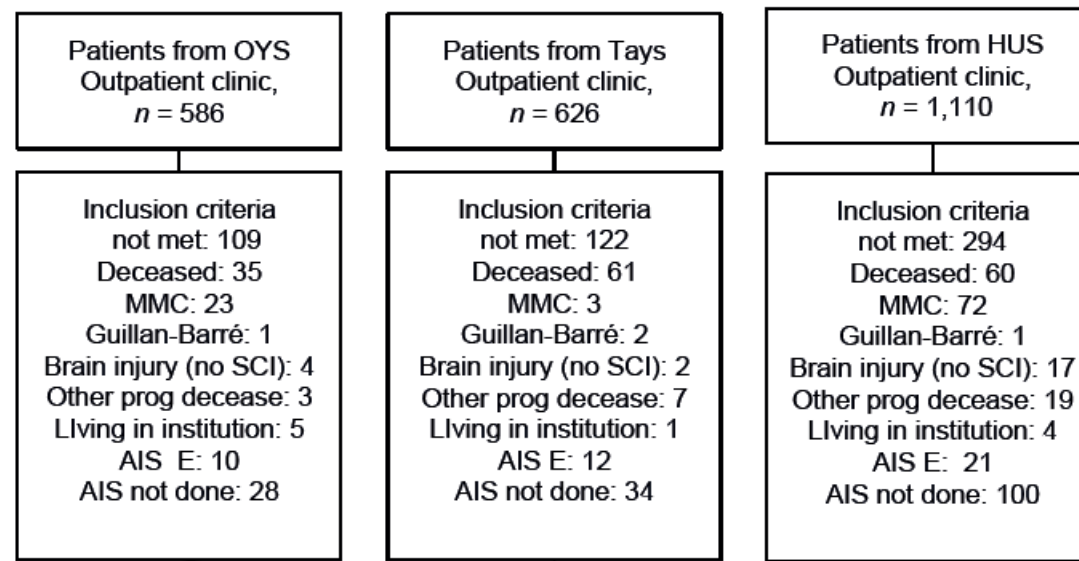 Patients from OYS
Outpatient clinic,
n = 586
Patients from Tays
Outpatient clinic,
n = 626
Patients from HUS
Outpatient clinic,
n = 1,110
Inclusion criteria
not met: 109
Deceased: 35
MMC: 23
Guillan-Barré: 1
Brain injury (no SCI): 4
Other prog decease: 3
LIving in institution: 5
AIS E: 10
AIS not done: 28
Inclusion criteria
not met: 122
Deceased: 61
MMC: 3
Guillan-Barré: 2
Brain injury (no SCI): 2
Other prog decease: 7
LIving in institution: 1
AIS E: 12
AIS not done: 34
Inclusion criteria
not met: 294
Deceased: 60
MMC: 72
Guillan-Barré: 1
Brain injury (no SCI): 17
Other prog decease: 19
LIving in institution: 4
AIS E: 21
AIS not done: 100